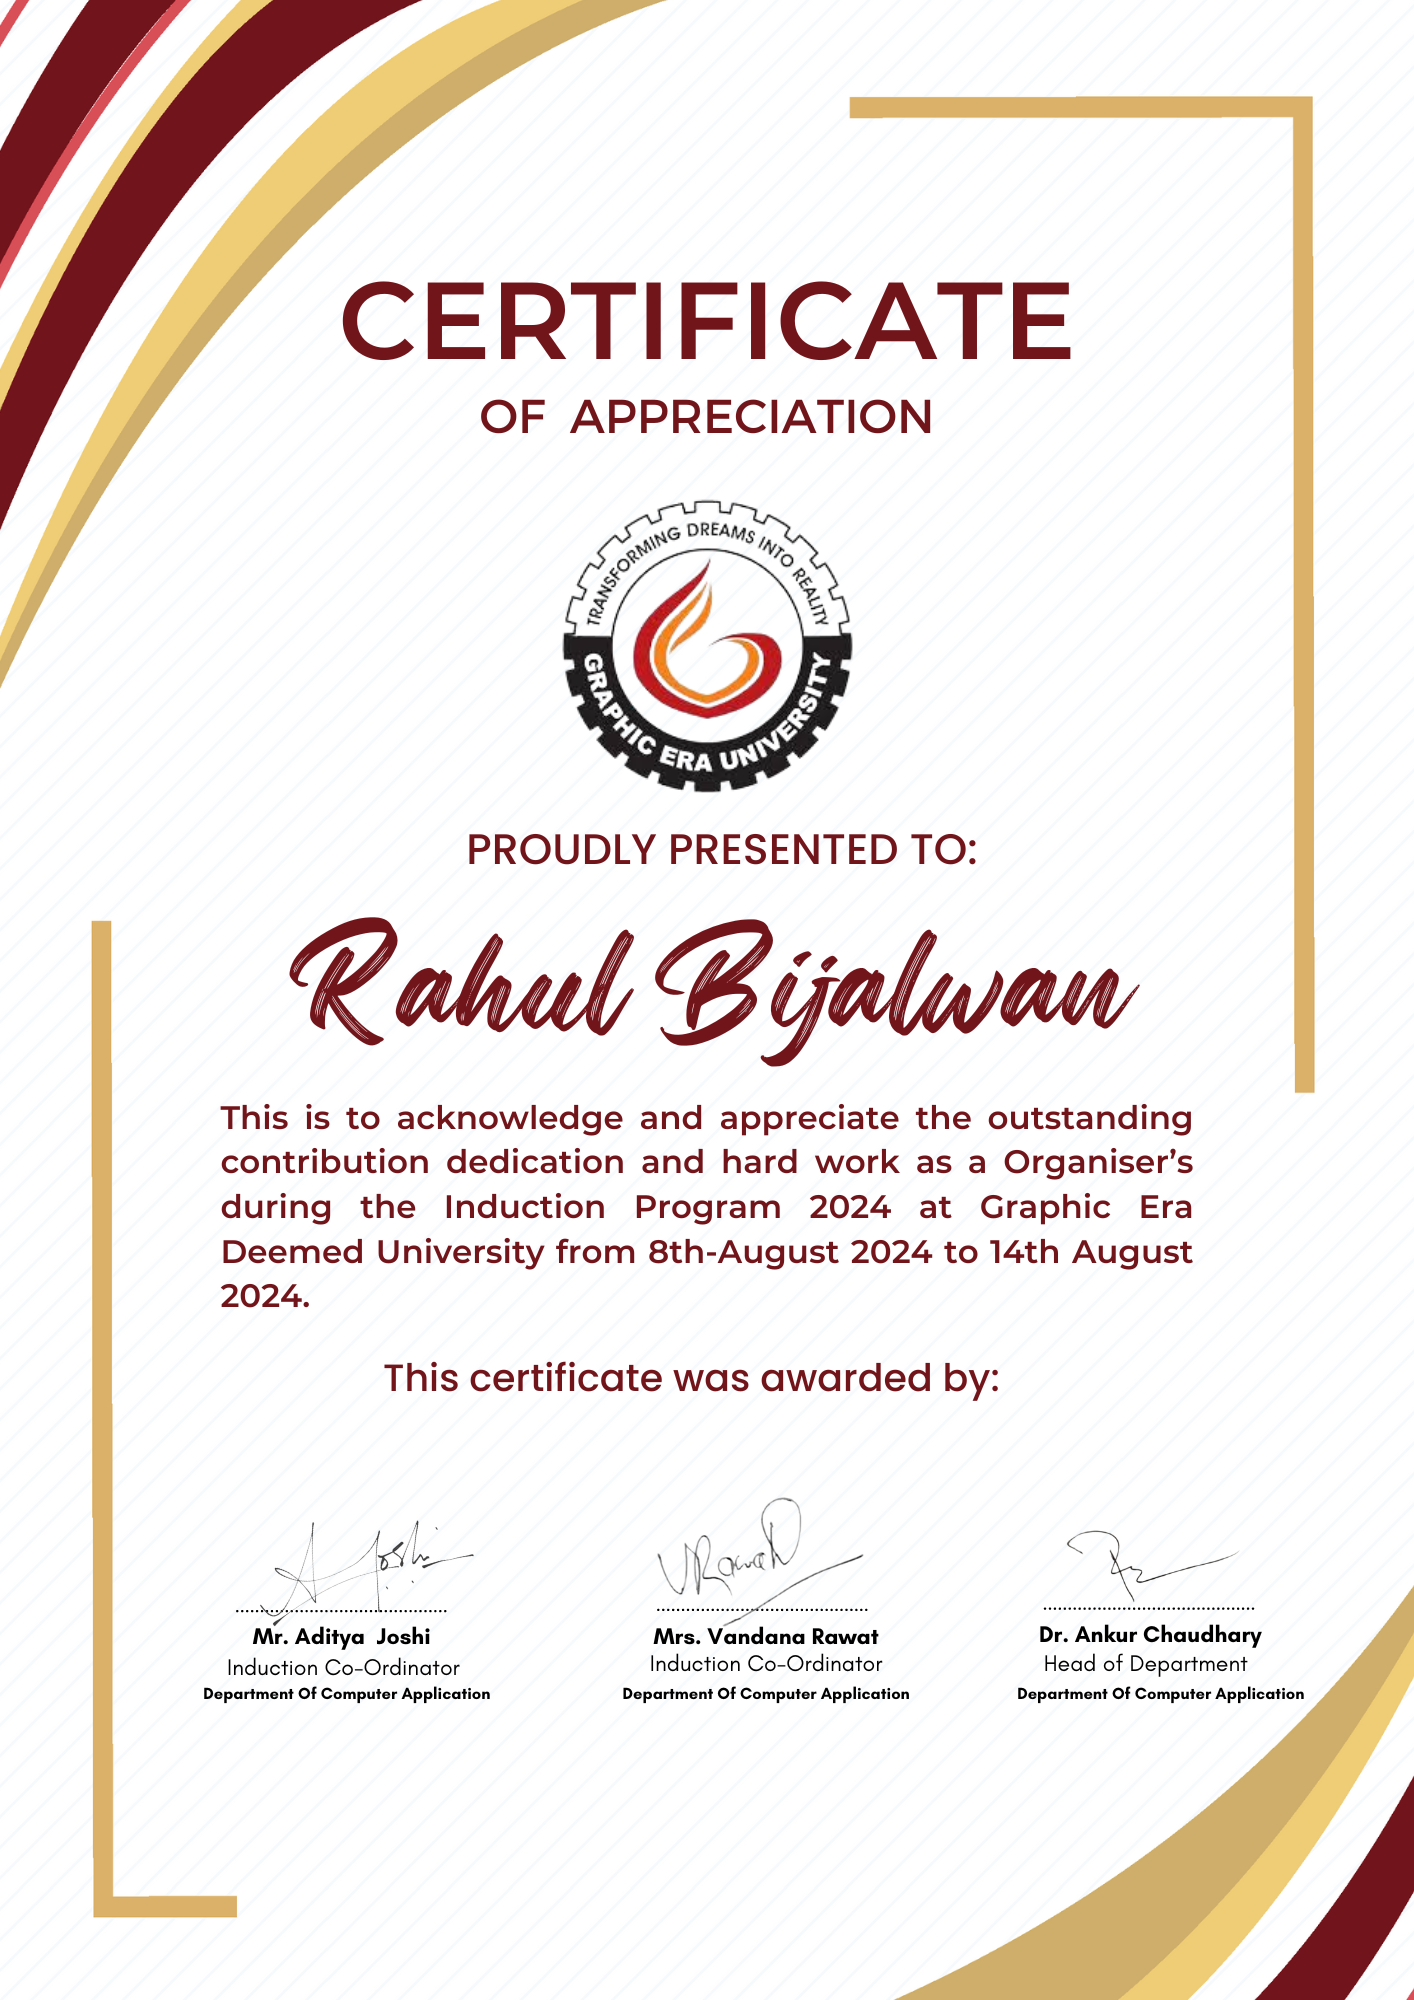 CERTIFICATE
OF APPRECIATION
TRANSFORMING DREAMS INTO REALITY
GRAPHIC ERA UNIVERSITY
PROUDLY PRESENTED TO:
Rahul Bijalwan
This is to acknowledge and appreciate the outstanding
contribution dedication and hard work as a Organiser's
during the Induction Program 2024 at Graphic Era
Deemed University from 8th-August 2024 to 14th August
2024.
This certificate was awarded by:
A Joshi
VRawat
Mr. Aditya Joshi
Induction Co-Ordinator
Department Of Computer Application
Mrs. Vandana Rawat
Induction Co-Ordinator
Department Of Computer Application
Dr. Ankur Chaudhary
Head of Department
Department Of Computer Application